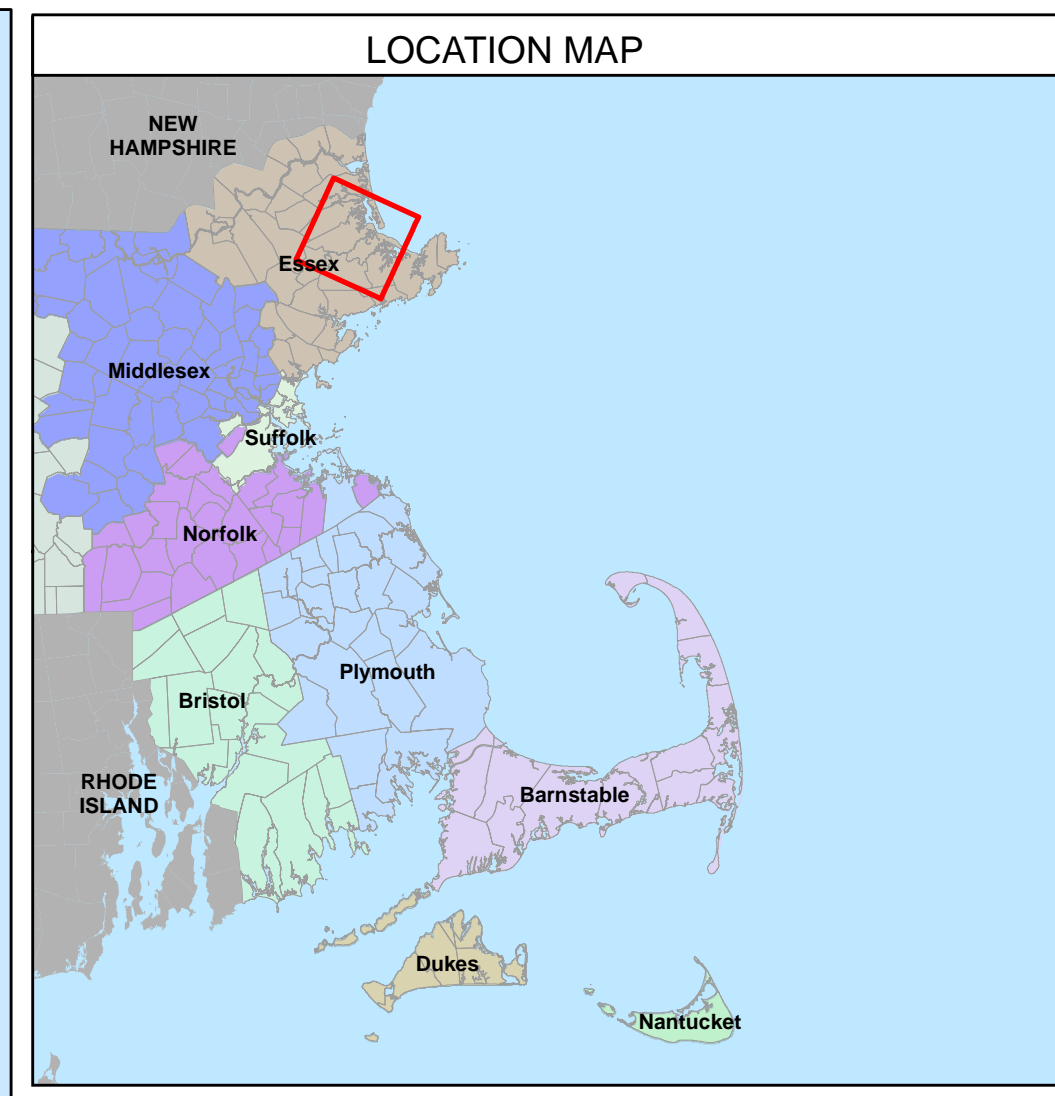 LOCATION MAP
NEW
HAMPSHIRE
Essex
Middlesex
Suffolk
Norfolk
Plymouth
Bristol
RHODE
ISLAND
Barnstable
Dukes
Nantucket